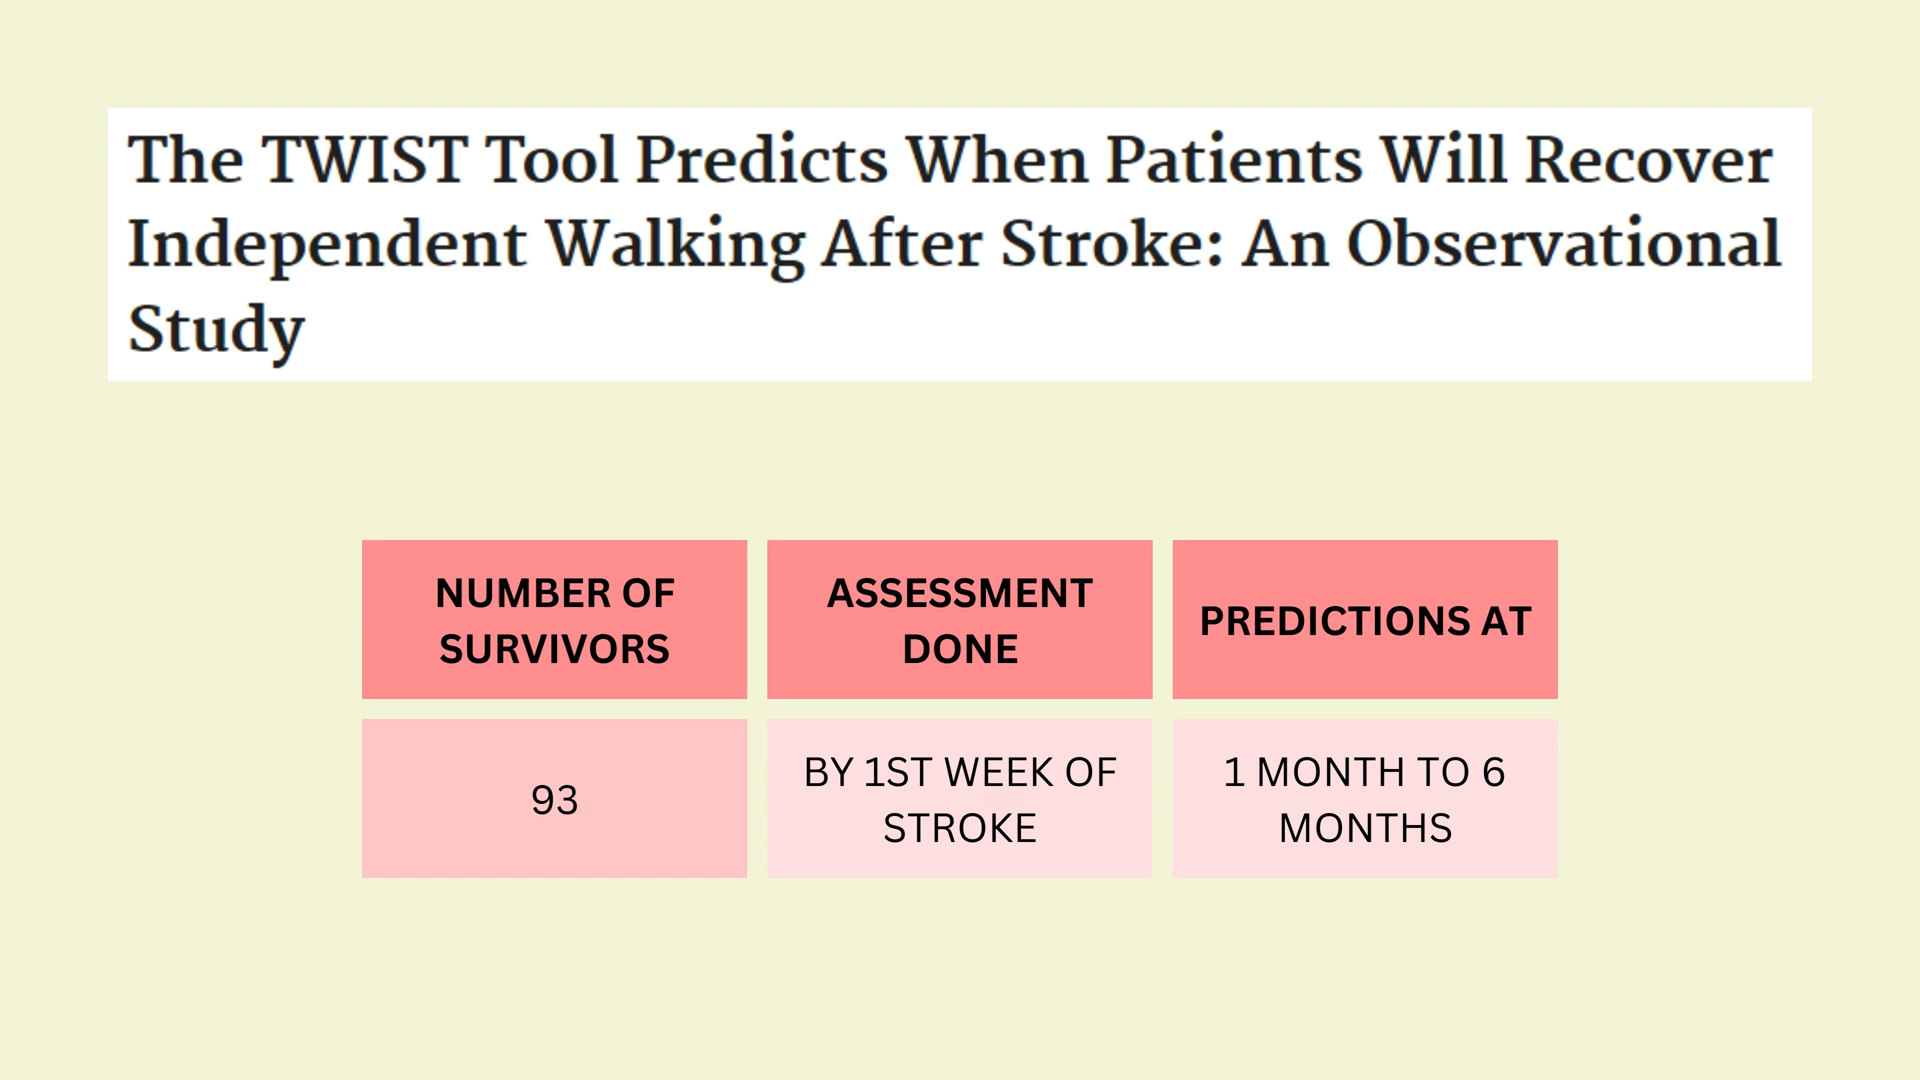 The TWIST Tool Predicts When Patients Will Recover
Independent Walking After Stroke: An Observational
Study
NUMBER OF
SURVIVORS
ASSESSMENT
DONE
PREDICTIONS AT
93
BY 1ST WEEK OF
STROKE
1 MONTH TO 6
MONTHS